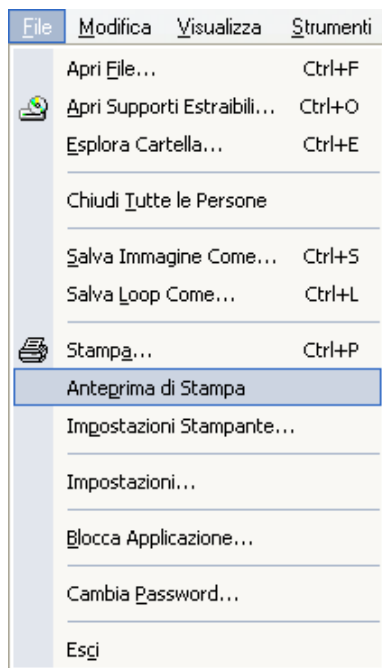 File Modifica Visualizza Strumenti
Apri File... Ctrl+F
Apri Supporti Estraibili... Ctrl+O
Esplora Cartella... Ctrl+E
Chiudi Tutte le Persone
Salva Immagine Come... Ctrl+S
Salva Loop Come... Ctrl+L
Stampa... Ctrl+P
Anteprima di Stampa
Impostazioni Stampante...
Impostazioni...
Blocca Applicazione...
Cambia Password...
Esci